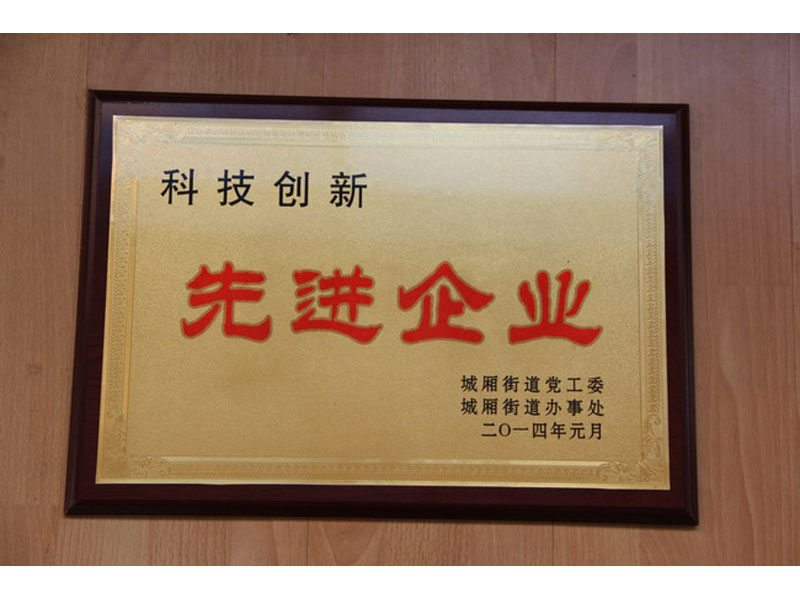 科技创新
先进企业
城厢街道党工委
城厢街道办事处
二〇一四年元月